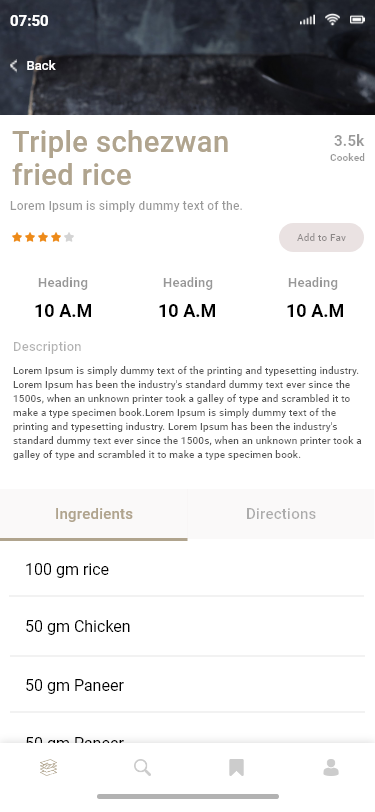 07:50
Back
Triple schezwan
fried rice
3.5k
Cooked
Lorem Ipsum is simply dummy text of the.
Add to Fav
Heading Heading Heading
10 A.M 10 A.M 10 A.M
Description
Lorem Ipsum is simply dummy text of the printing and typesetting industry.
Lorem Ipsum has been the industry's standard dummy text ever since the
1500s, when an unknown printer took a galley of type and scrambled it to
make a type specimen book.Lorem Ipsum is simply dummy text of the
printing and typesetting industry. Lorem Ipsum has been the industry's
standard dummy text ever since the 1500s, when an unknown printer took a
galley of type and scrambled it to make a type specimen book.
Ingredients Directions
100 gm rice
50 gm Chicken
50 gm Paneer
50 gm Paneer